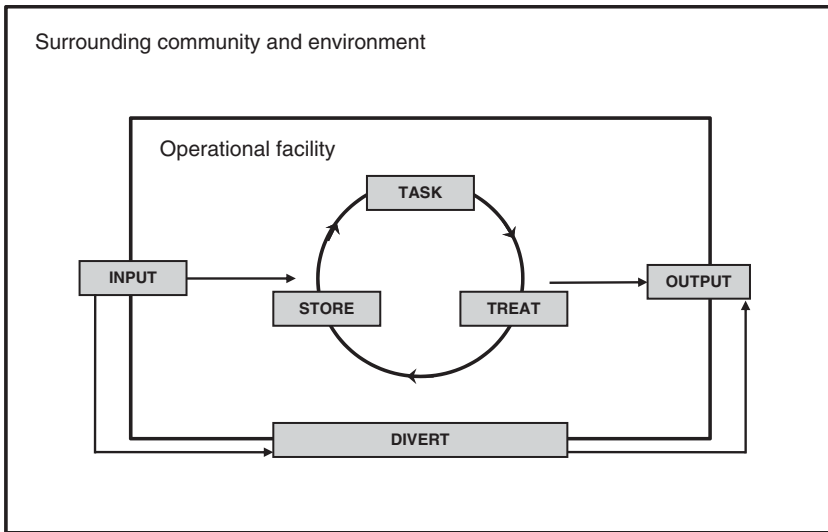 Surrounding community and environment
Operational facility
TASK
INPUT
OUTPUT
STORE
TREAT
DIVERT